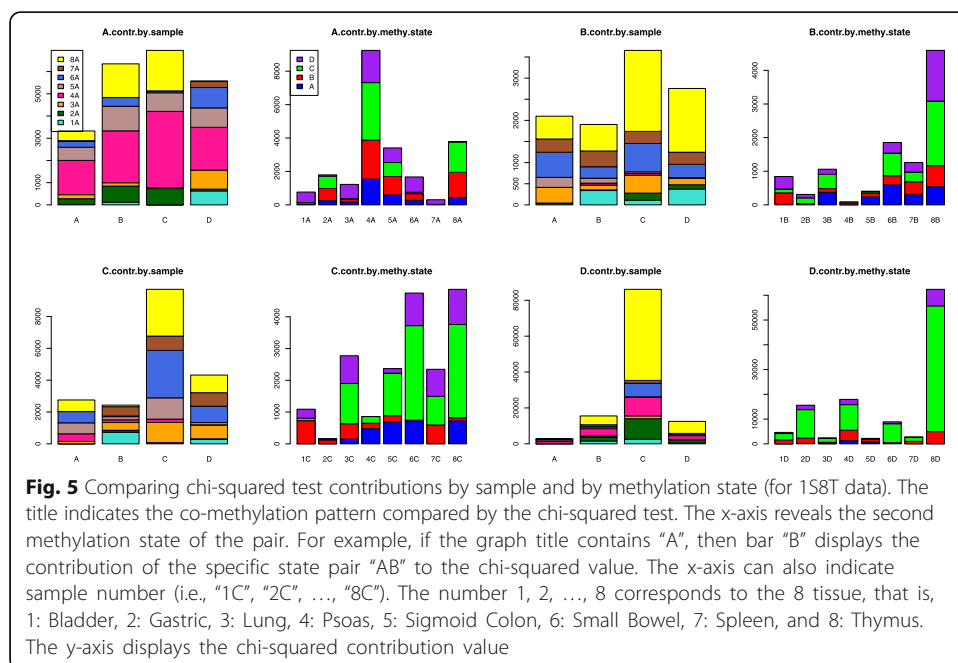 A.contr.by.sample
A.contr.by.methy.state
B.contr.by.sample
B.contr.by.methy.state
0 1000 3000 5000
8A
7A
6A
5A
4A
3A
2A
1A
A B C D
0 2000 4000 6000 8000
D
C
B
A
1A 2A 3A 4A 5A 6A 7A 8A
0 500 1000 2000 3000
A B C D
0 1000 2000 3000 4000
1B 2B 3B 4B 5B 6B 7B 8B
C.contr.by.sample
C.contr.by.methy.state
D.contr.by.sample
D.contr.by.methy.state
0 2000 4000 6000 8000
A B C D
0 1000 2000 3000 4000
1C 2C 3C 4C 5C 6C 7C 8C
0 20000 40000 60000 80000
A B C D
0 10000 30000 50000
1D 2D 3D 4D 5D 6D 7D 8D
Fig. 5 Comparing chi-squared test contributions by sample and by methylation state (for 1S8T data). The
title indicates the co-methylation pattern compared by the chi-squared test. The x-axis reveals the second
methylation state of the pair. For example, if the graph title contains “A”, then bar “B” displays the
contribution of the specific state pair “AB” to the chi-squared value. The x-axis can also indicate
sample number (i.e., “1C”, “2C”, …, “8C”). The number 1, 2, …, 8 corresponds to the 8 tissue, that is,
1: Bladder, 2: Gastric, 3: Lung, 4: Psoas, 5: Sigmoid Colon, 6: Small Bowel, 7: Spleen, and 8: Thymus.
The y-axis displays the chi-squared contribution value